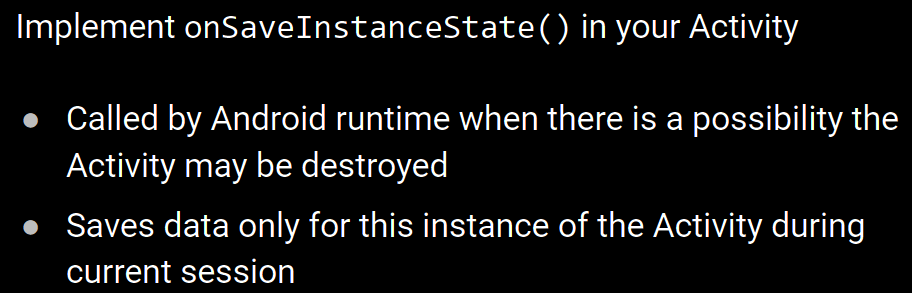 Implement onSaveInstanceState() in your Activity
● Called by Android runtime when there is a possibility the
Activity may be destroyed
● Saves data only for this instance of the Activity during
current session